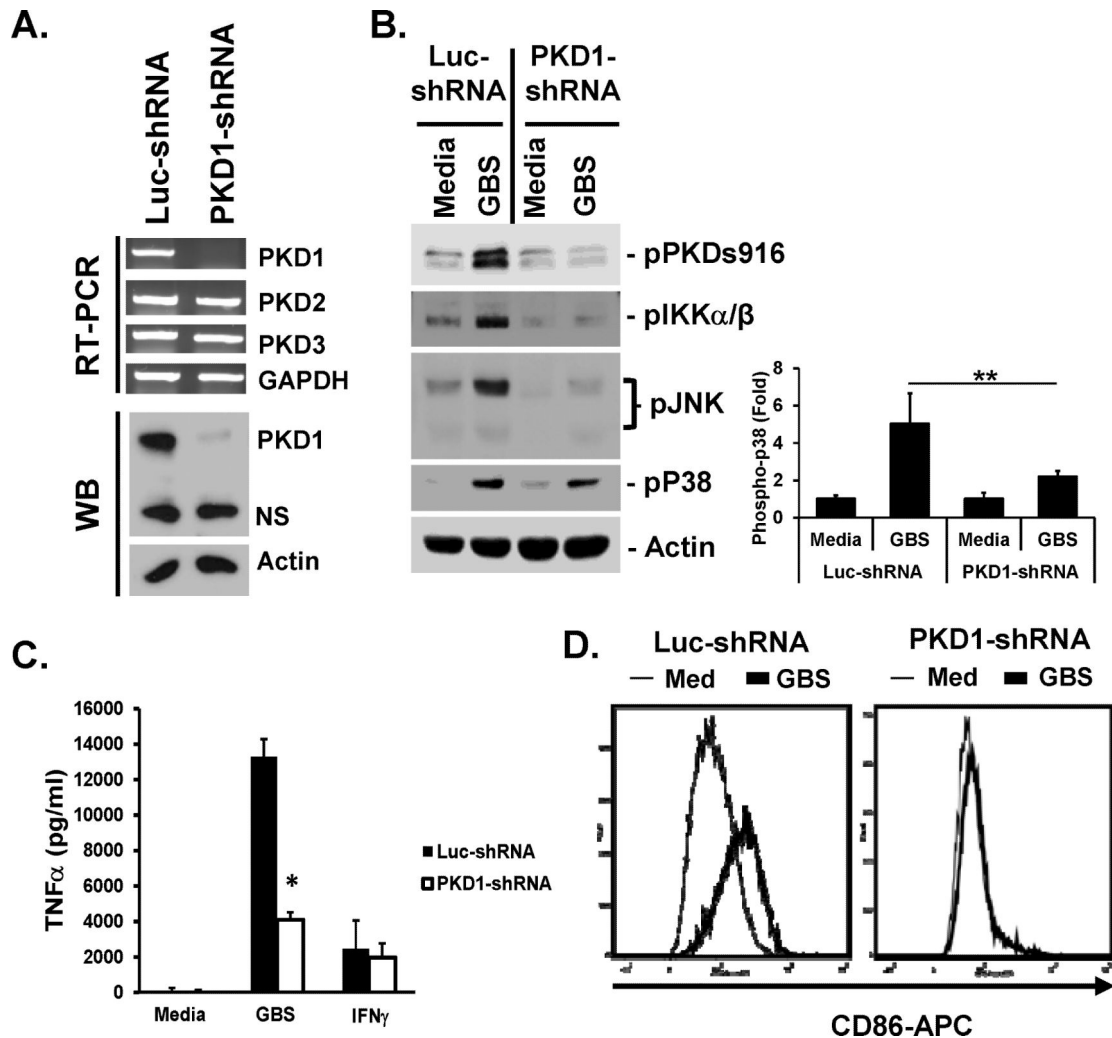 A.
Luc-shRNA
PKD1-shRNA
RT-PCR
PKD1
PKD2
PKD3
GAPDH
WB
PKD1
NS
Actin
B.
Luc-
shRNA
PKD1-
shRNA
Media
GBS
Media
GBS
- pPKDs916
- pIKKα/β
- pJNK
- pP38
- Actin
Phospho-p38 (Fold)
8
6
4
2
0
**
Media
GBS
Media
GBS
Luc-shRNA
PKD1-shRNA
C.
TNFα (pg/ml)
16000
14000
12000
10000
8000
6000
4000
2000
0
*
Luc-shRNA
PKD1-shRNA
Media
GBS
IFNγ
D.
Luc-shRNA
PKD1-shRNA
Med
GBS
Med
GBS
CD86-APC